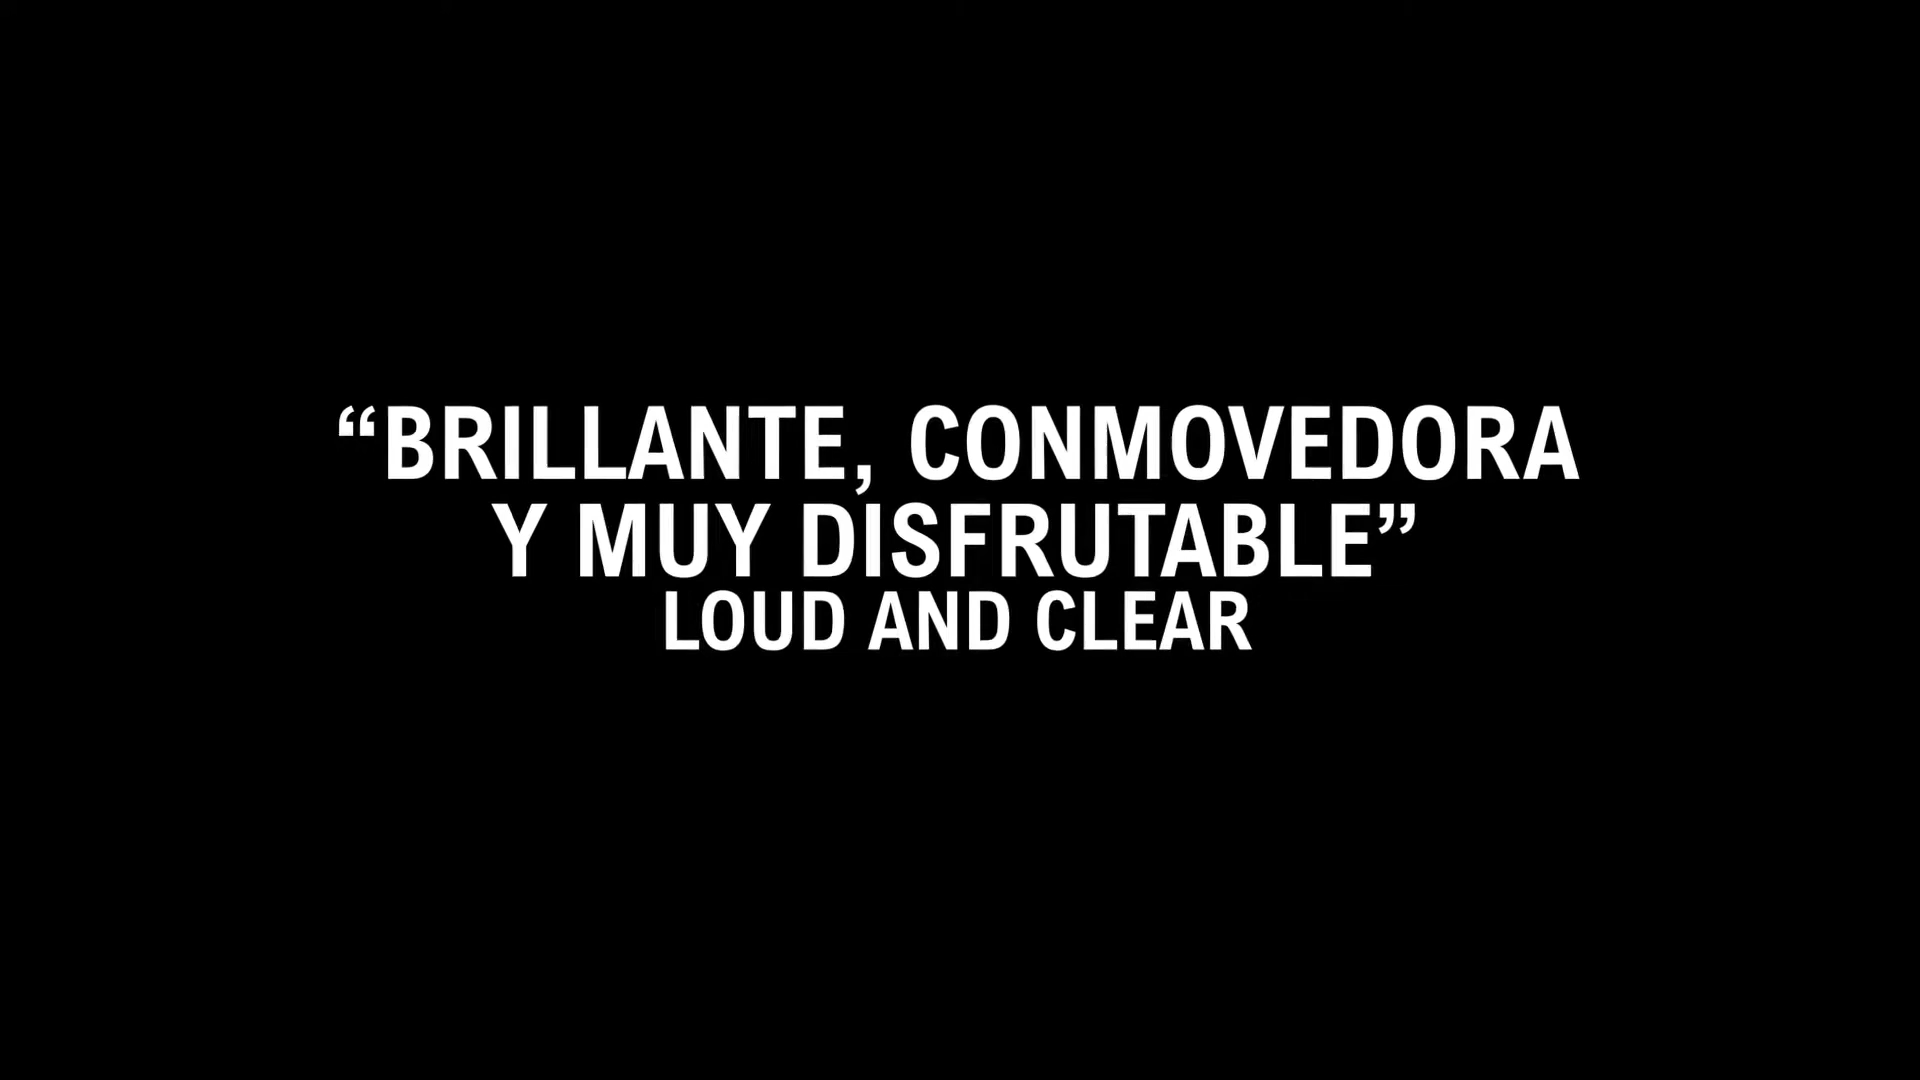 “BRILLANTE, CONMOVEDORA
Y MUY DISFRUTABLE”
LOUD AND CLEAR